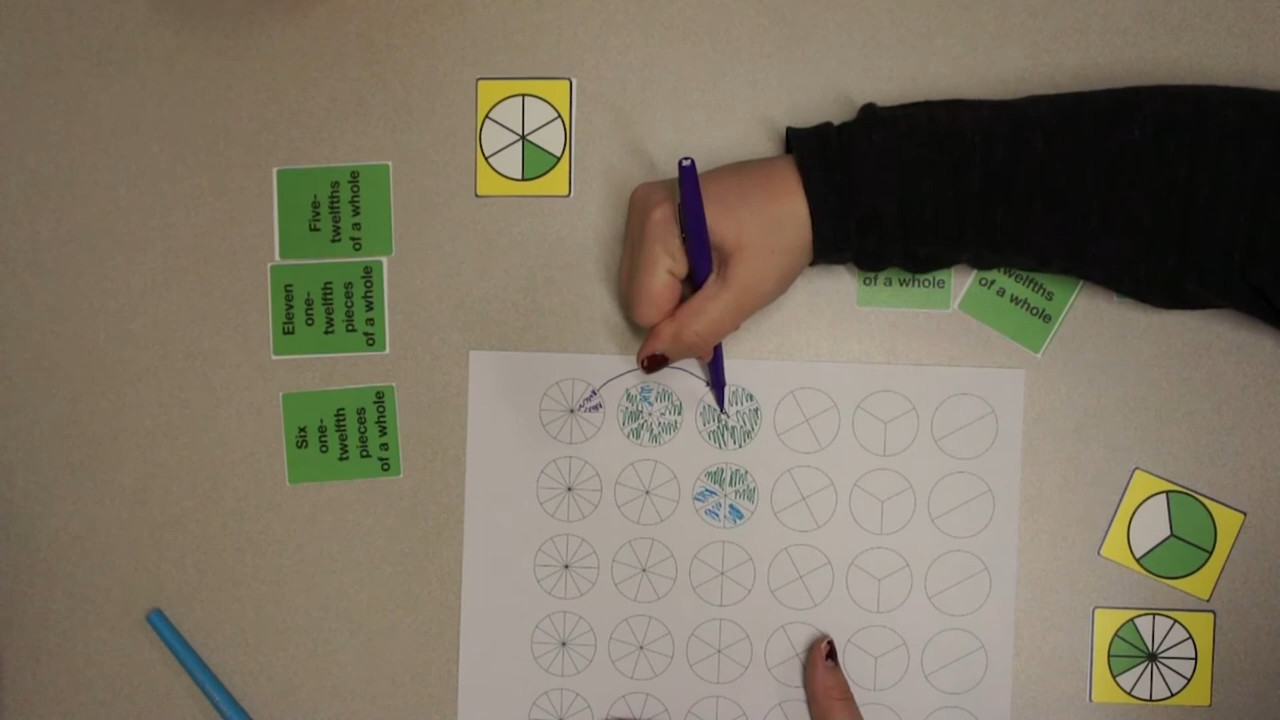 Five-
twelfths
of a whole
Eleven
one-
twelfth
pieces
of a whole
Six
one-
twelfth
pieces
of a whole
of a whole
twelfths
of a whole